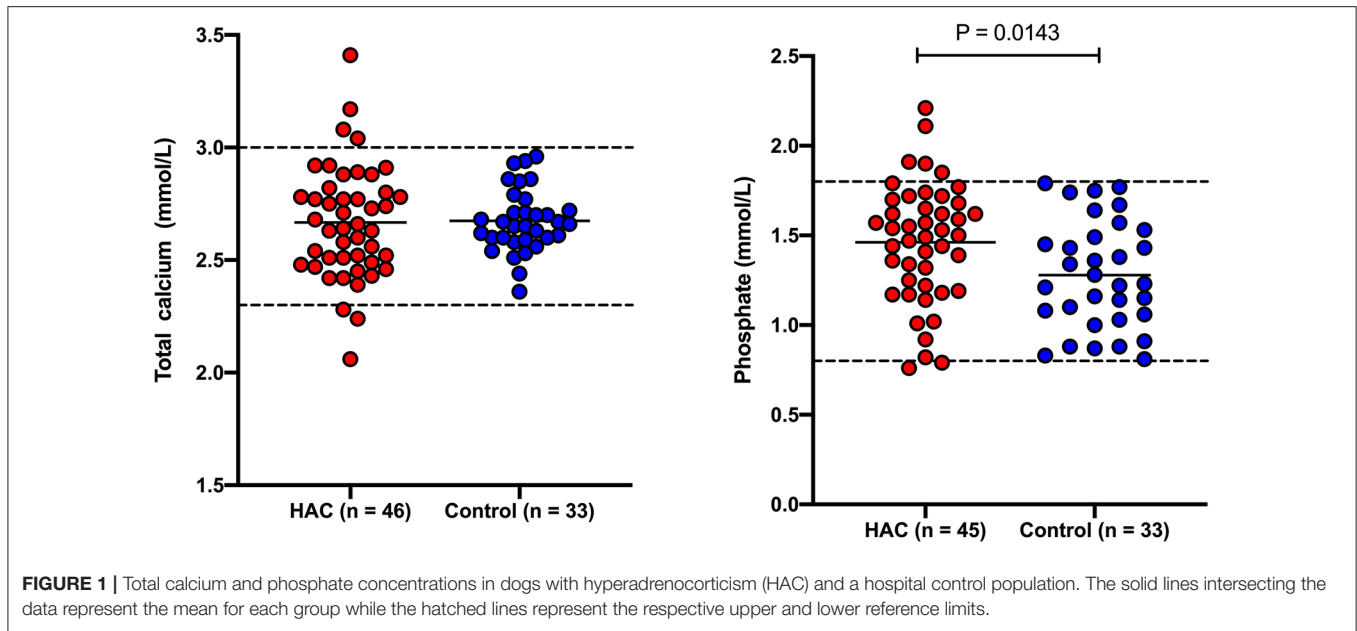 3.5
3.0
2.5
2.0
1.5
Total calcium (mmol/L)
HAC (n = 46) Control (n = 33)
P = 0.0143
2.5
2.0
1.5
1.0
0.5
0.0
Phosphate (mmol/L)
HAC (n = 45) Control (n = 33)
FIGURE 1 | Total calcium and phosphate concentrations in dogs with hyperadrenocorticism (HAC) and a hospital control population. The solid lines intersecting the
data represent the mean for each group while the hatched lines represent the respective upper and lower reference limits.